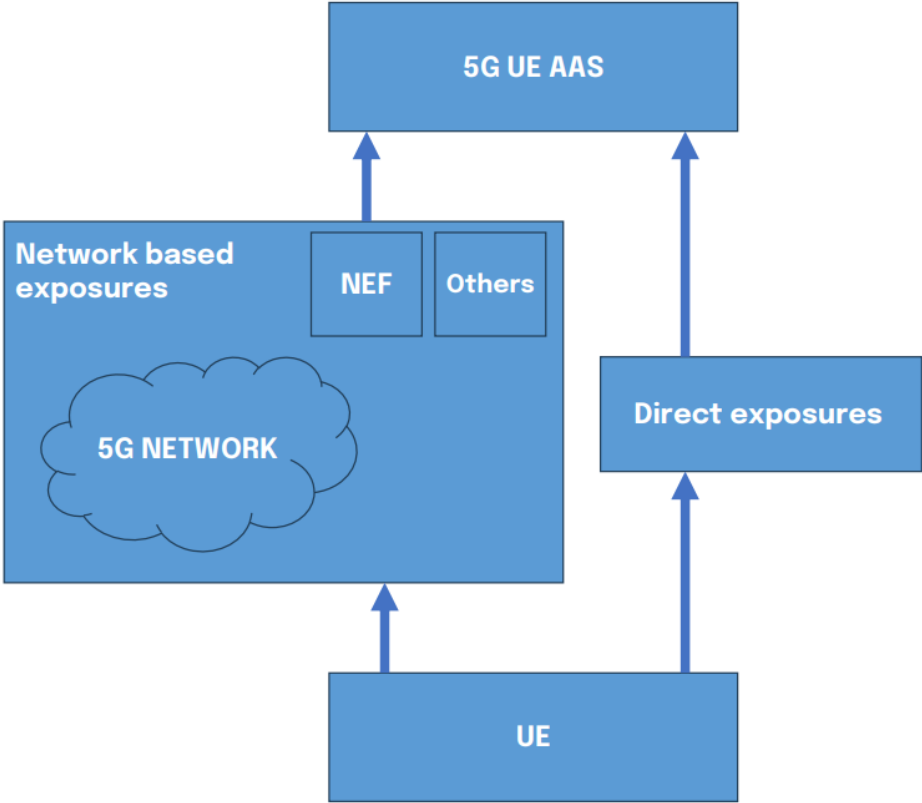 5G UE AAS
Network based
exposures
NEF
Others
5G NETWORK
Direct exposures
UE